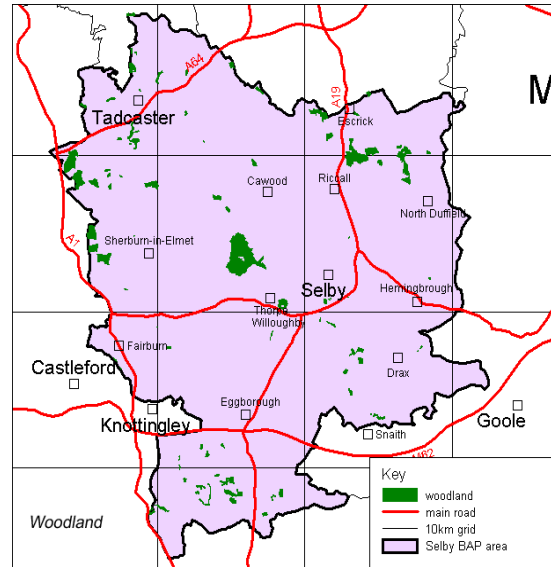 M
A64
A19
Tadcaster
Escrick
Cawood
Riccall
North Duffield
A1
Sherburn-in-Elmet
Selby
Hemingbrough
Thorpe
Willoughby
Fairburn
Castleford
Drax
Eggborough
Goole
Knottingley
Snaith
M62
Key
woodland
main road
10km grid
Selby BAP area
Woodland